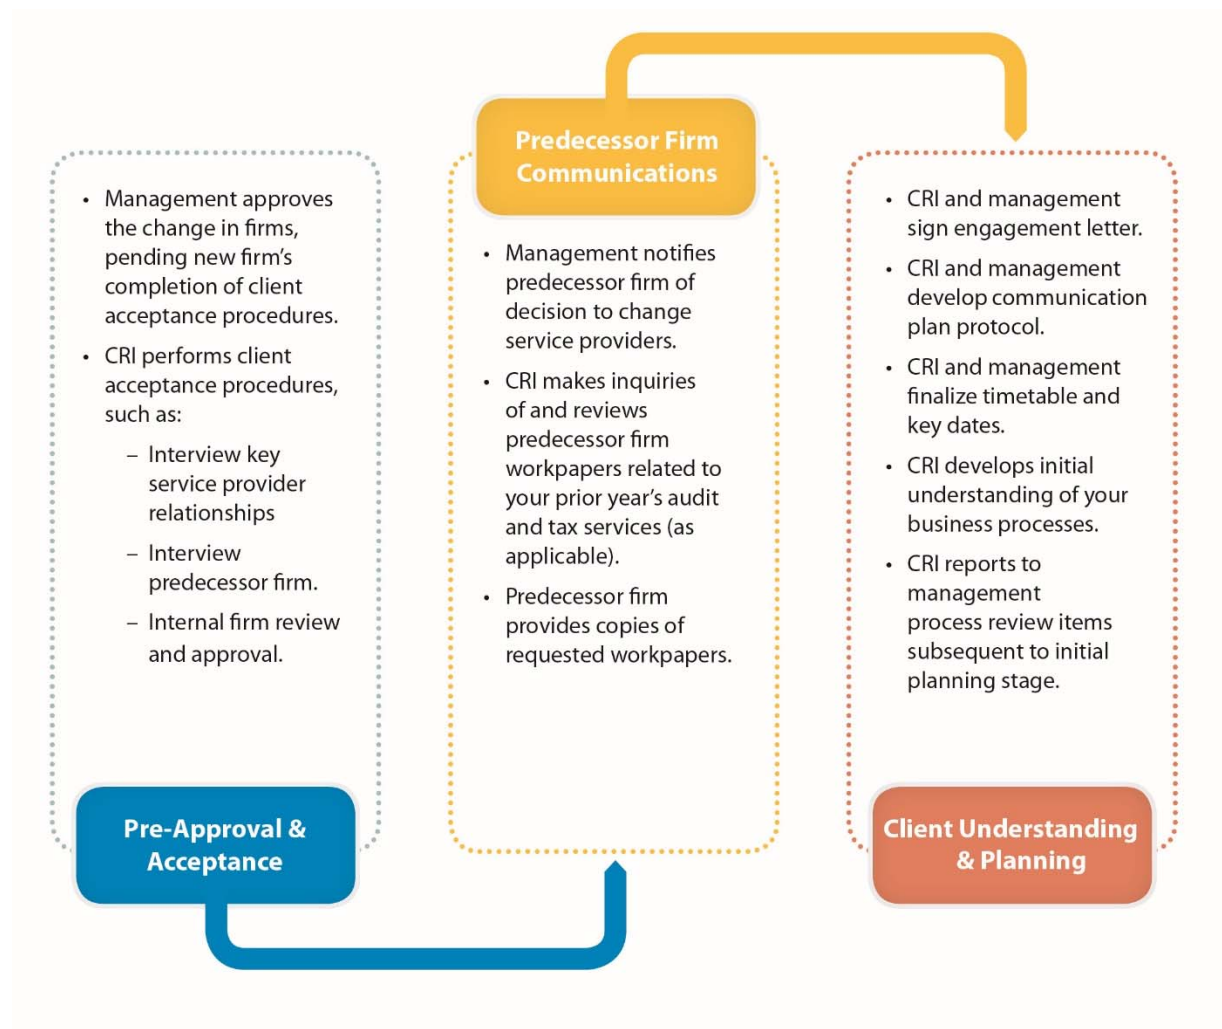 • Management approves
the change in firms,
pending new firm's
completion of client
acceptance procedures.
• CRI performs client
acceptance procedures,
such as:
– Interview key
service provider
relationships
– Interview
predecessor firm.
– Internal firm review
and approval.
Pre-Approval &
Acceptance
Predecessor Firm
Communications
• Management notifies
predecessor firm of
decision to change
service providers.
• CRI makes inquiries
of and reviews
predecessor firm
workpapers related to
your prior year's audit
and tax services (as
applicable).
• Predecessor firm
provides copies of
requested workpapers.
• CRI and management
sign engagement letter.
• CRI and management
develop communication
plan protocol.
• CRI and management
finalize timetable and
key dates.
• CRI develops initial
understanding of your
business processes.
• CRI reports to
management
process review items
subsequent to initial
planning stage.
Client Understanding
& Planning